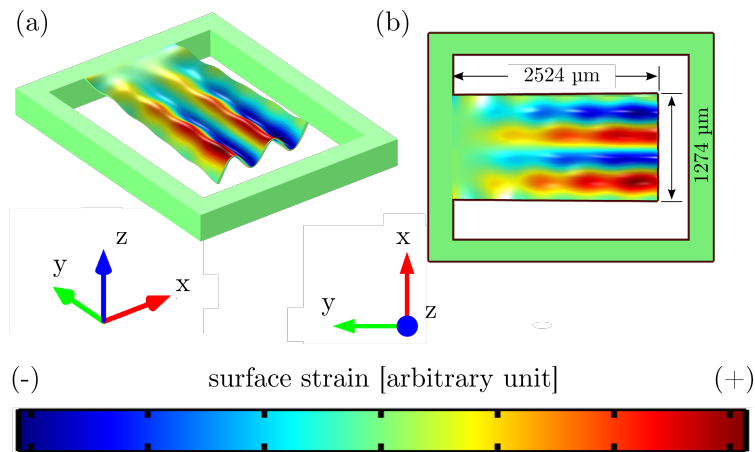 (a)
(b)
2524 µm
1274 µm
z
y
x
x
y
z
(-)
surface strain [arbitrary unit]
(+)